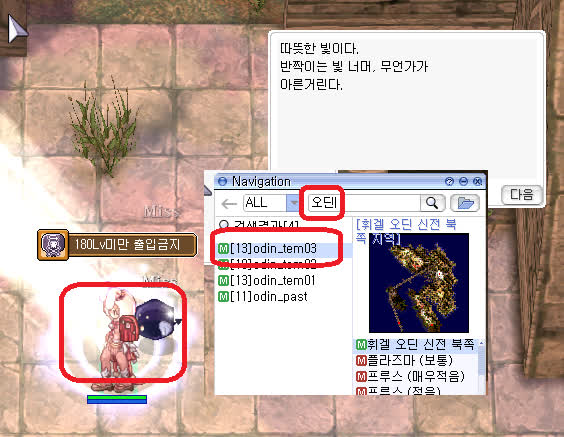 따뜻한 빛이다.
반짝이는 빛 너머, 무언가가
아른거린다.
다음
Miss
180Lv미만 출입금지
Miss
Navigation
ALL
오딘
검색결과[4]
[13]odin_tem03
[13]odin_tem02
[13]odin_tem01
[11]odin_past
[휘겔 오딘 신전 북
쪽 지역]
M 휘겔 오딘 신전 북쪽
M 플라즈마 (보통)
M 프루스 (매우적음)
M 프루스 (적음)